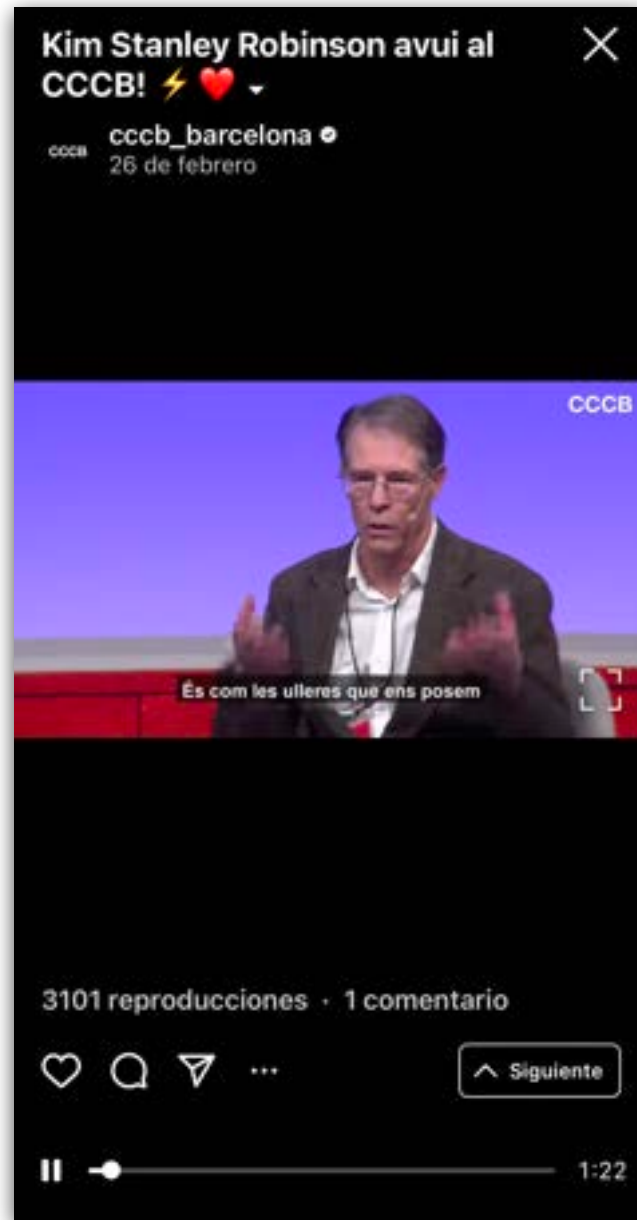 Kim Stanley Robinson avui al
CCCB! ⚡❤️
CCCB
cccb_barcelona
26 de febrero
CCCB
És com les ulleres que ens posem
3101 reproducciones · 1 comentario
Siguiente
1:22